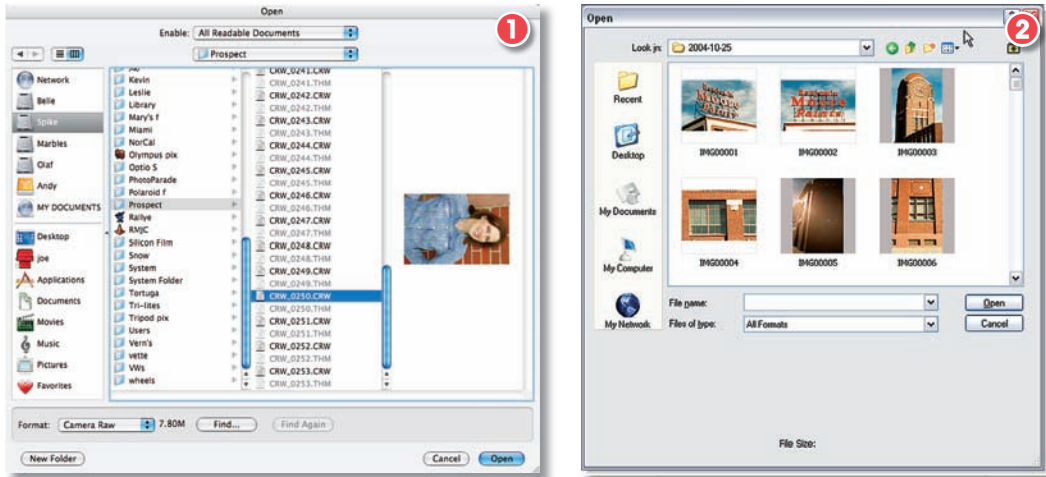 Open
1
Enable: All Readable Documents
Prospect
Network
Belle
Spike
Marbles
Olaf
Andy
MY DOCUMENTS
Desktop
joe
Applications
Documents
Movies
Music
Pictures
Favorites
Kevin
Leslie
Library
Mary's f
Miami
NorCal
Olympus pix
Optio S
PhotoParade
Polaroid f
Prospect
Rallye
RMJC
Silicon Film
Snow
System
System Folder
Tortuga
Tri-lites
Tripod pix
Users
Vern's
vette
VWs
wheels
CRW_0241.CRW
CRW_0241.THM
CRW_0242.CRW
CRW_0242.THM
CRW_0243.CRW
CRW_0243.THM
CRW_0244.CRW
CRW_0244.THM
CRW_0245.CRW
CRW_0245.THM
CRW_0246.CRW
CRW_0246.THM
CRW_0247.CRW
CRW_0247.THM
CRW_0248.CRW
CRW_0248.THM
CRW_0249.CRW
CRW_0249.THM
CRW_0250.CRW
CRW_0250.THM
CRW_0251.CRW
CRW_0251.THM
CRW_0252.CRW
CRW_0252.THM
CRW_0253.CRW
CRW_0253.THM
Format: Camera Raw 7.80M Find... Find Again
New Folder Cancel Open
Open
2
Look in: 2004-10-25
Recent
Desktop
My Documents
My Computer
My Network
Benjamin
Moore
Paints
Benjamin
Moore
Paints
IMG00001 IMG00002 IMG00003
IMG00004 IMG00005 IMG00006
File name: Open
Files of type: All Formats Cancel
File Size: